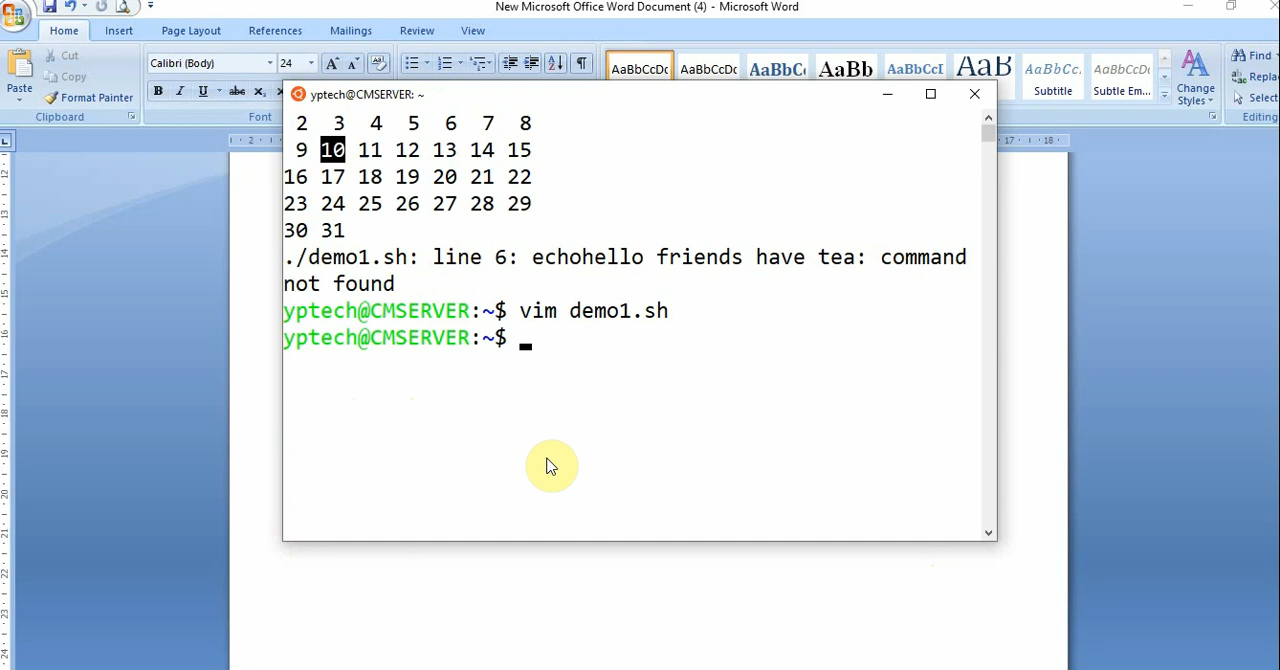 New Microsoft Office Word Document (4) - Microsoft Word
Home Insert Page Layout References Mailings Review View
Cut
Copy
Paste
Format Painter
Clipboard
Calibri (Body) 24
B I U abc
Font
AaBbCcDc AaBbCcDc AaBbC AaBb AaBbCcI AaB AaBbCc. AaBbCcDc
Subtitle Subtle Em...
Change
Styles
Find
Replac
Select
Editing
yptech@CMSERVER: ~
2 3 4 5 6 7 8
9 10 11 12 13 14 15
16 17 18 19 20 21 22
23 24 25 26 27 28 29
30 31
./demo1.sh: line 6: echohello friends have tea: command
not found
yptech@CMSERVER:~$ vim demo1.sh
yptech@CMSERVER:~$